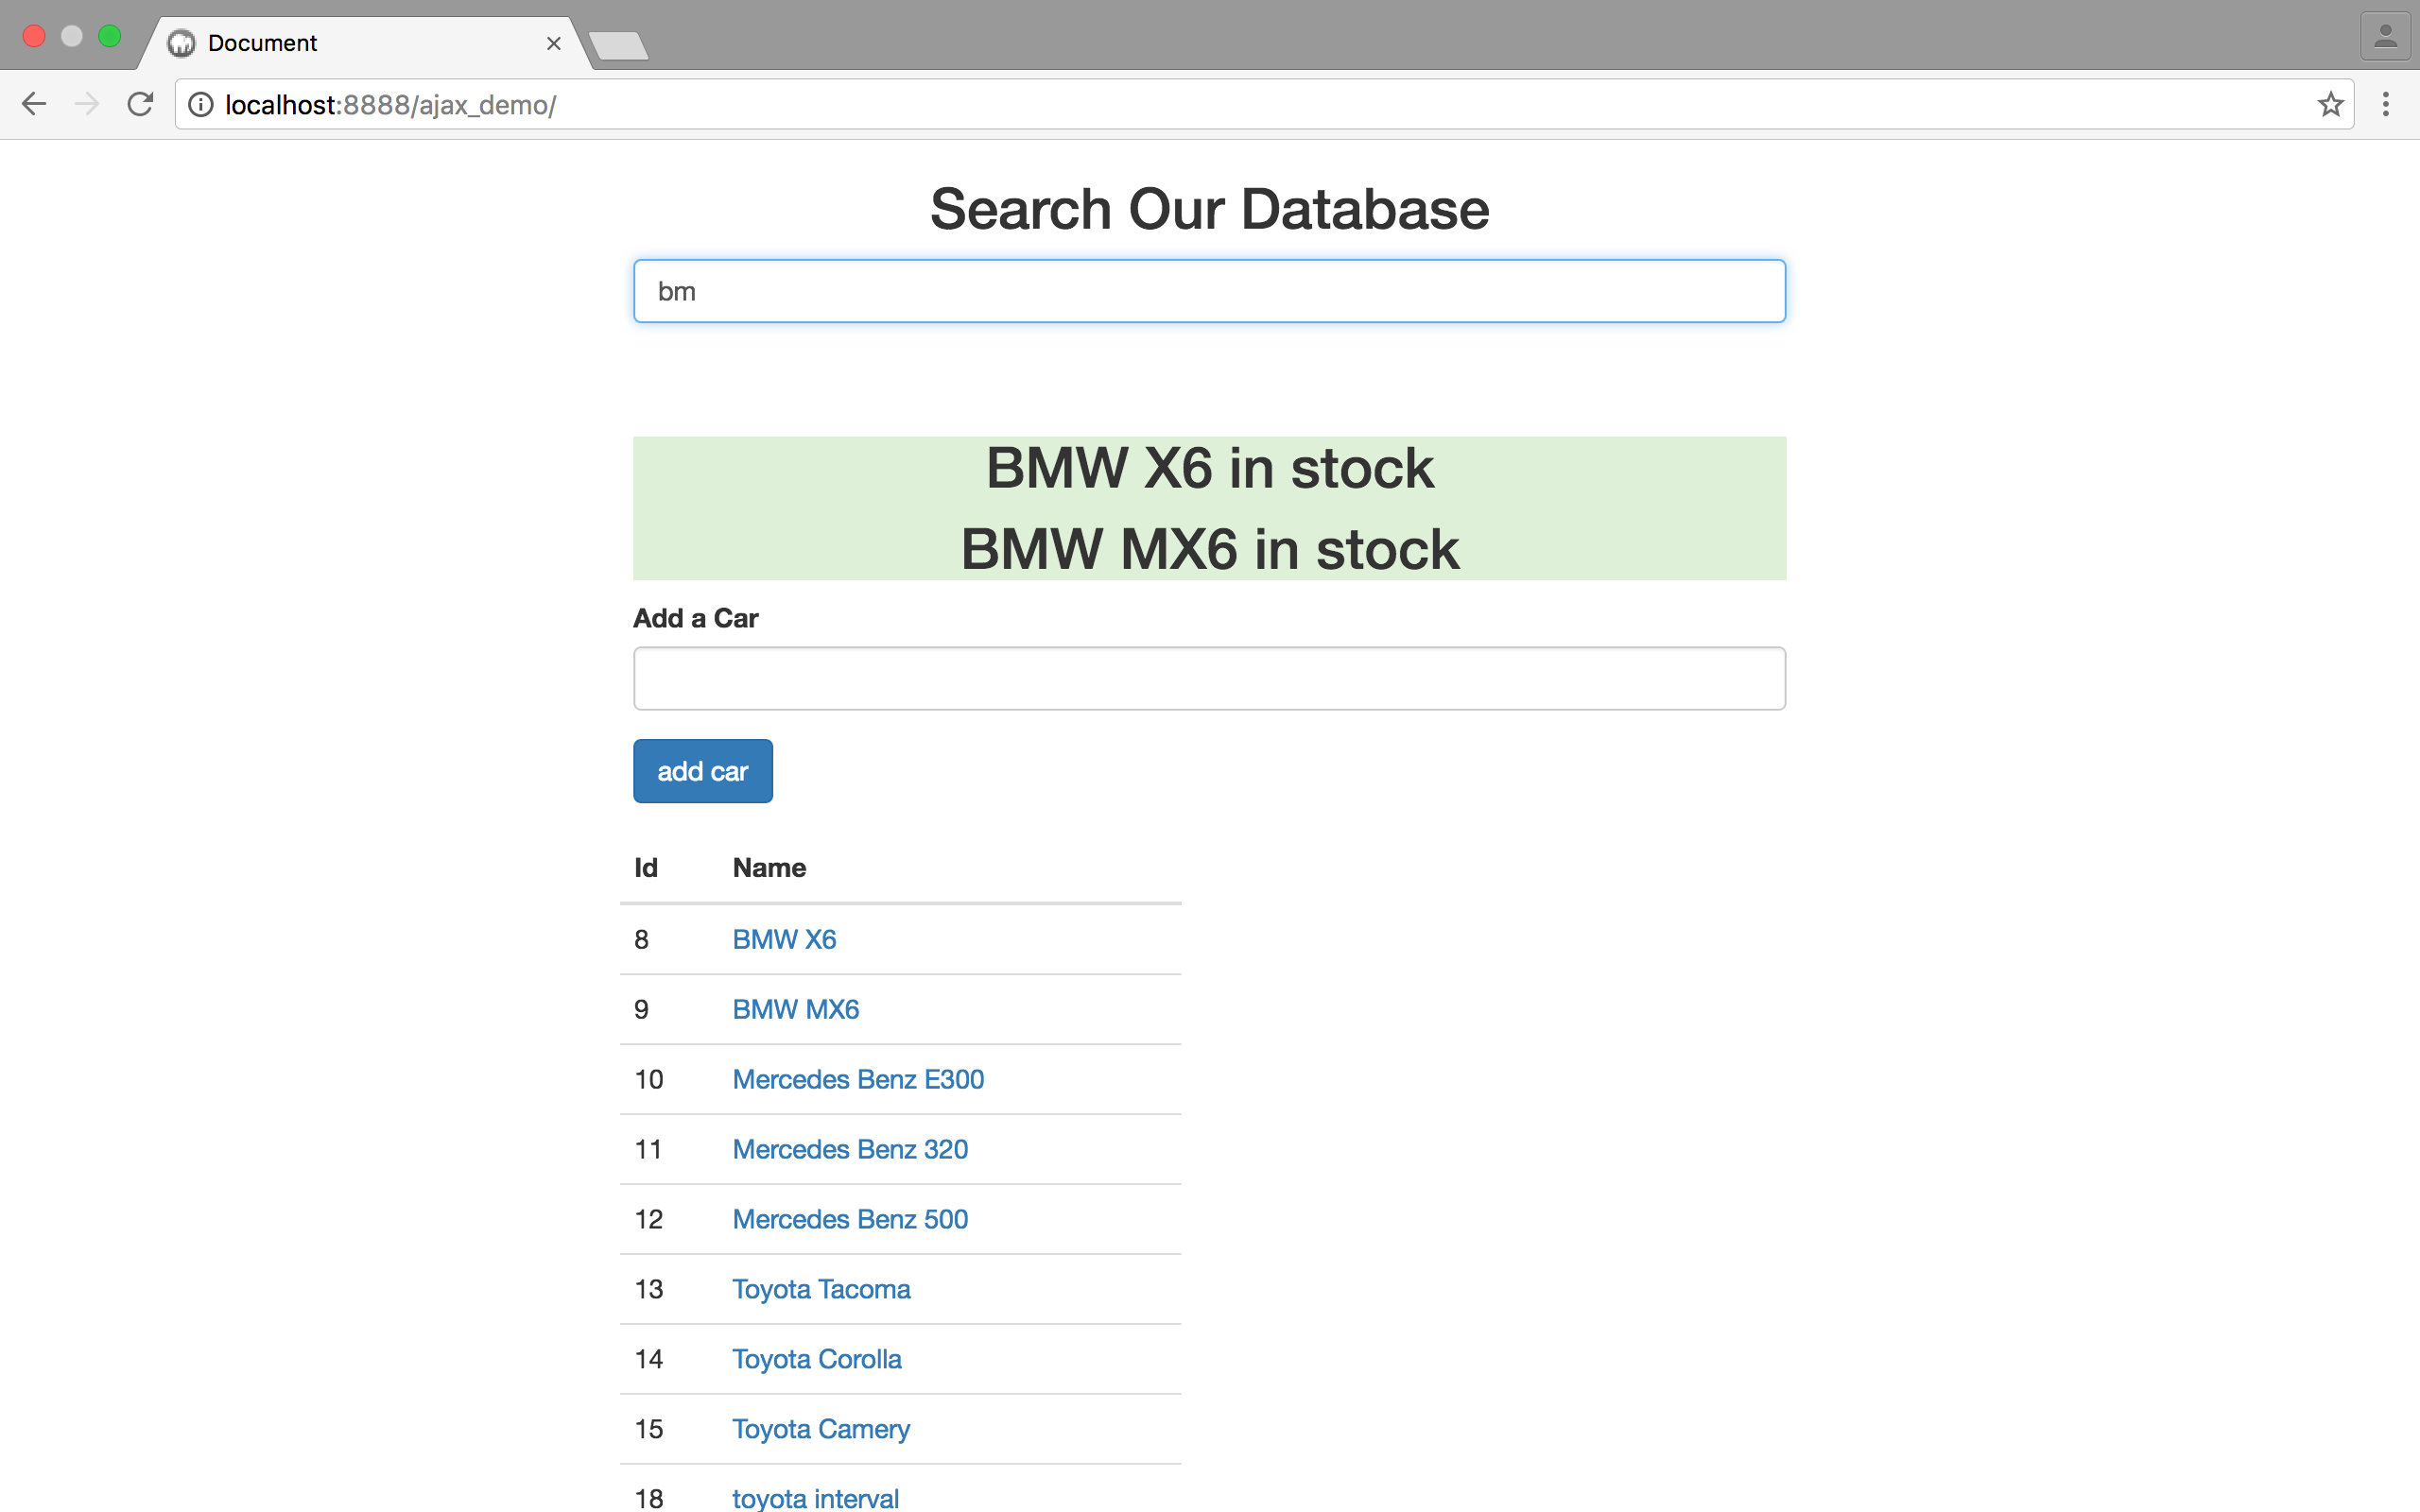 Document
localhost:8888/ajax_demo/
Search Our Database
bm
BMW X6 in stock
BMW MX6 in stock
Add a Car
add car
Id Name
8 BMW X6
9 BMW MX6
10 Mercedes Benz E300
11 Mercedes Benz 320
12 Mercedes Benz 500
13 Toyota Tacoma
14 Toyota Corolla
15 Toyota Camery
18 toyota interval